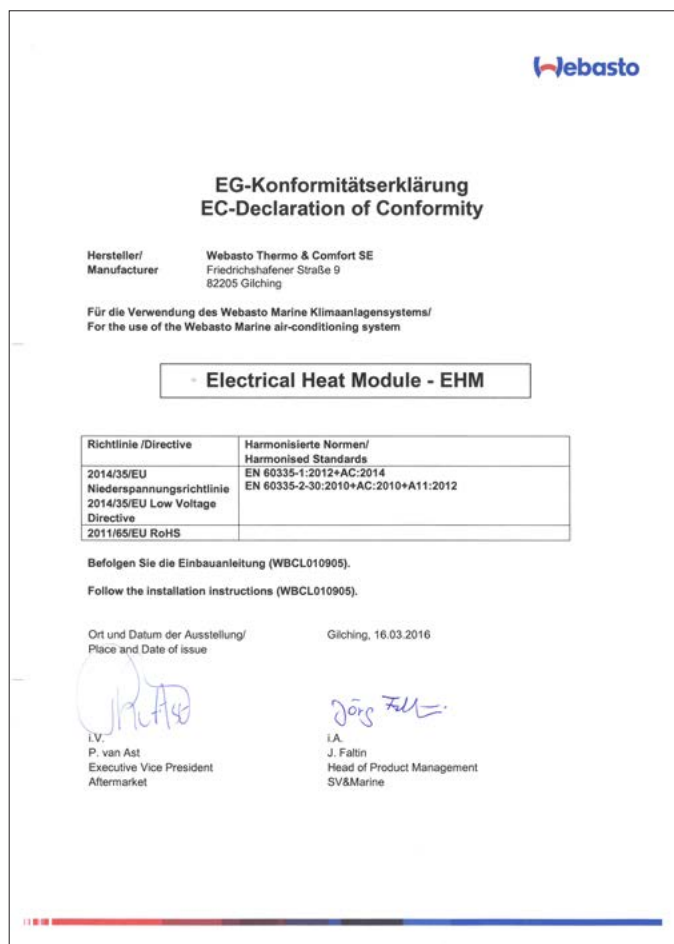 Webasto
EG-Konformitätserklärung
EC-Declaration of Conformity
Hersteller/ Webasto Thermo & Comfort SE
Manufacturer Friedrichshafener Straße 9
82205 Gilching
Für die Verwendung des Webasto Marine Klimaanlagensystems/
For the use of the Webasto Marine air-conditioning system
Electrical Heat Module - EHM
Richtlinie /Directive Harmonisierte Normen/
Harmonised Standards
2014/35/EU EN 60335-1:2012+AC:2014
Niederspannungsrichtlinie EN 60335-2-30:2010+AC:2010+A11:2012
2014/35/EU Low Voltage
Directive
2011/65/EU RoHS
Befolgen Sie die Einbauanleitung (WBCL010905).
Follow the installation instructions (WBCL010905).
Ort und Datum der Ausstellung/ Gilching, 16.03.2016
Place and Date of issue
Jörg
i.V. i.A.
P. van Ast J. Faltin
Executive Vice President Head of Product Management
Aftermarket SV&Marine